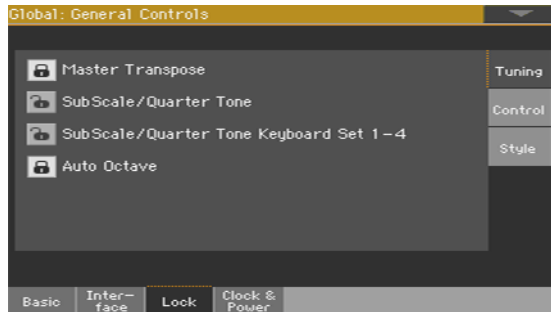 Global: General Controls
Master Transpose
SubScale/Quarter Tone
SubScale/Quarter Tone Keyboard Set 1-4
Auto Octave
Tuning
Control
Style
Basic
Inter-
face
Lock
Clock &
Power